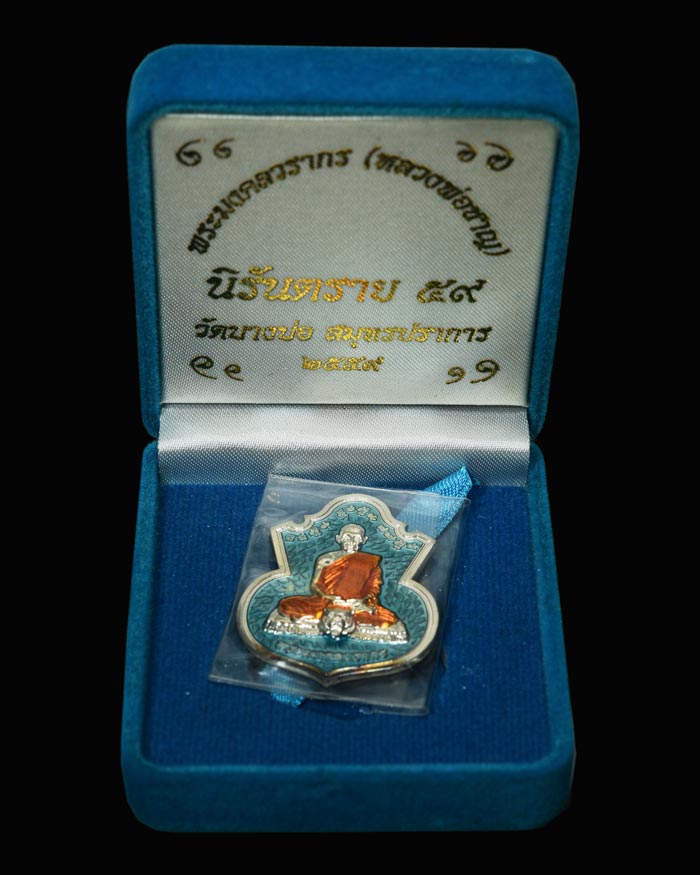 พระมงคลวรากร (หลวงพ่อชาญ)
นิรันตราย ๕๙
วัดบางบ่อ สมุทรปราการ
๒๕๕๙